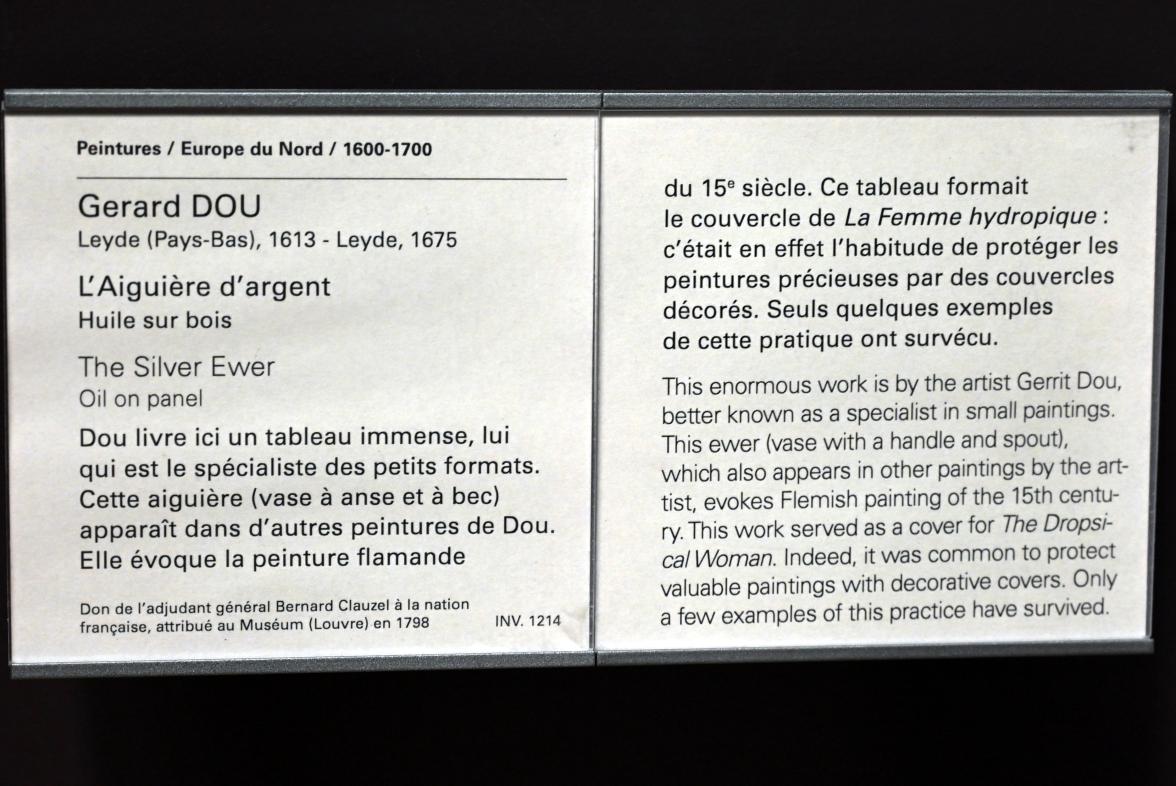 Peintures / Europe du Nord / 1600-1700
Gerard DOU
Leyde (Pays-Bas), 1613 - Leyde, 1675
L'Aiguière d'argent
Huile sur bois
The Silver Ewer
Oil on panel
Dou livre ici un tableau immense, lui
qui est le spécialiste des petits formats.
Cette aiguière (vase à anse et à bec)
apparaît dans d'autres peintures de Dou.
Elle évoque la peinture flamande
Don de l'adjudant général Bernard Clauzel à la nation
française, attribué au Muséum (Louvre) en 1798
INV. 1214
du 15e siècle. Ce tableau formait
le couvercle de La Femme hydropique :
c'était en effet l'habitude de protéger les
peintures précieuses par des couvercles
décorés. Seuls quelques exemples
de cette pratique ont survécu.
This enormous work is by the artist Gerrit Dou,
better known as a specialist in small paintings.
This ewer (vase with a handle and spout),
which also appears in other paintings by the art-
tist, evokes Flemish painting of the 15th centu-
ry. This work served as a cover for The Dropsi-
cal Woman. Indeed, it was common to protect
valuable paintings with decorative covers. Only
a few examples of this practice have survived.